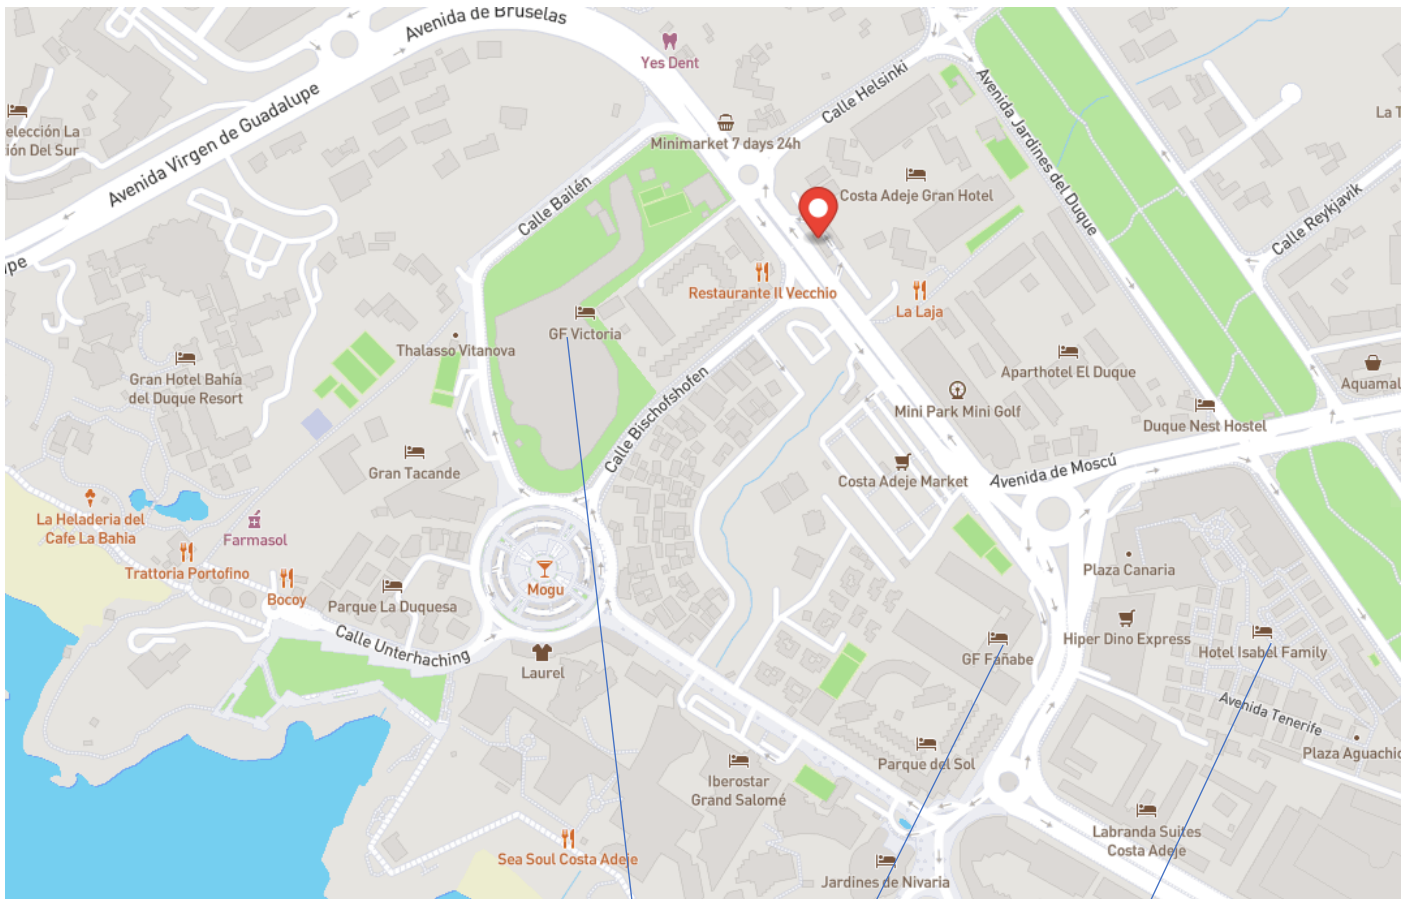 Avenida de Bruselas
Yes Dent
Calle Helsinki
Avenida Jardines del Duque
elección La
ión Del Sur
Avenida Virgen de Guadalupe
Minimarket 7 days 24h
La T
Costa Adeje Gran Hotel
Calle Bailén
Calle Reykjavik
upe
Restaurante Il Vecchio
La Laja
GF Victoria
Thalasso Vitanova
Gran Hotel Bahía
del Duque Resort
Aparthotel El Duque
Aquamal
Mini Park Mini Golf
Duque Nest Hostel
Calle Bischofshofen
Gran Tacande
Costa Adeje Market
Avenida de Moscú
La Heladeria del
Cafe La Bahia
Farmasol
Trattoria Portofino
Bocoy
Mogu
Plaza Canaria
Parque La Duquesa
Hiper Dino Express
Calle Unterhaching
Laurel
GF Fañabe
Hotel Isabel Family
Avenida Tenerife
Plaza Aguachic
Parque del Sol
Iberostar
Grand Salomé
Labranda Suites
Costa Adeje
Sea Soul Costa Adeje
Jardines de Nivaria